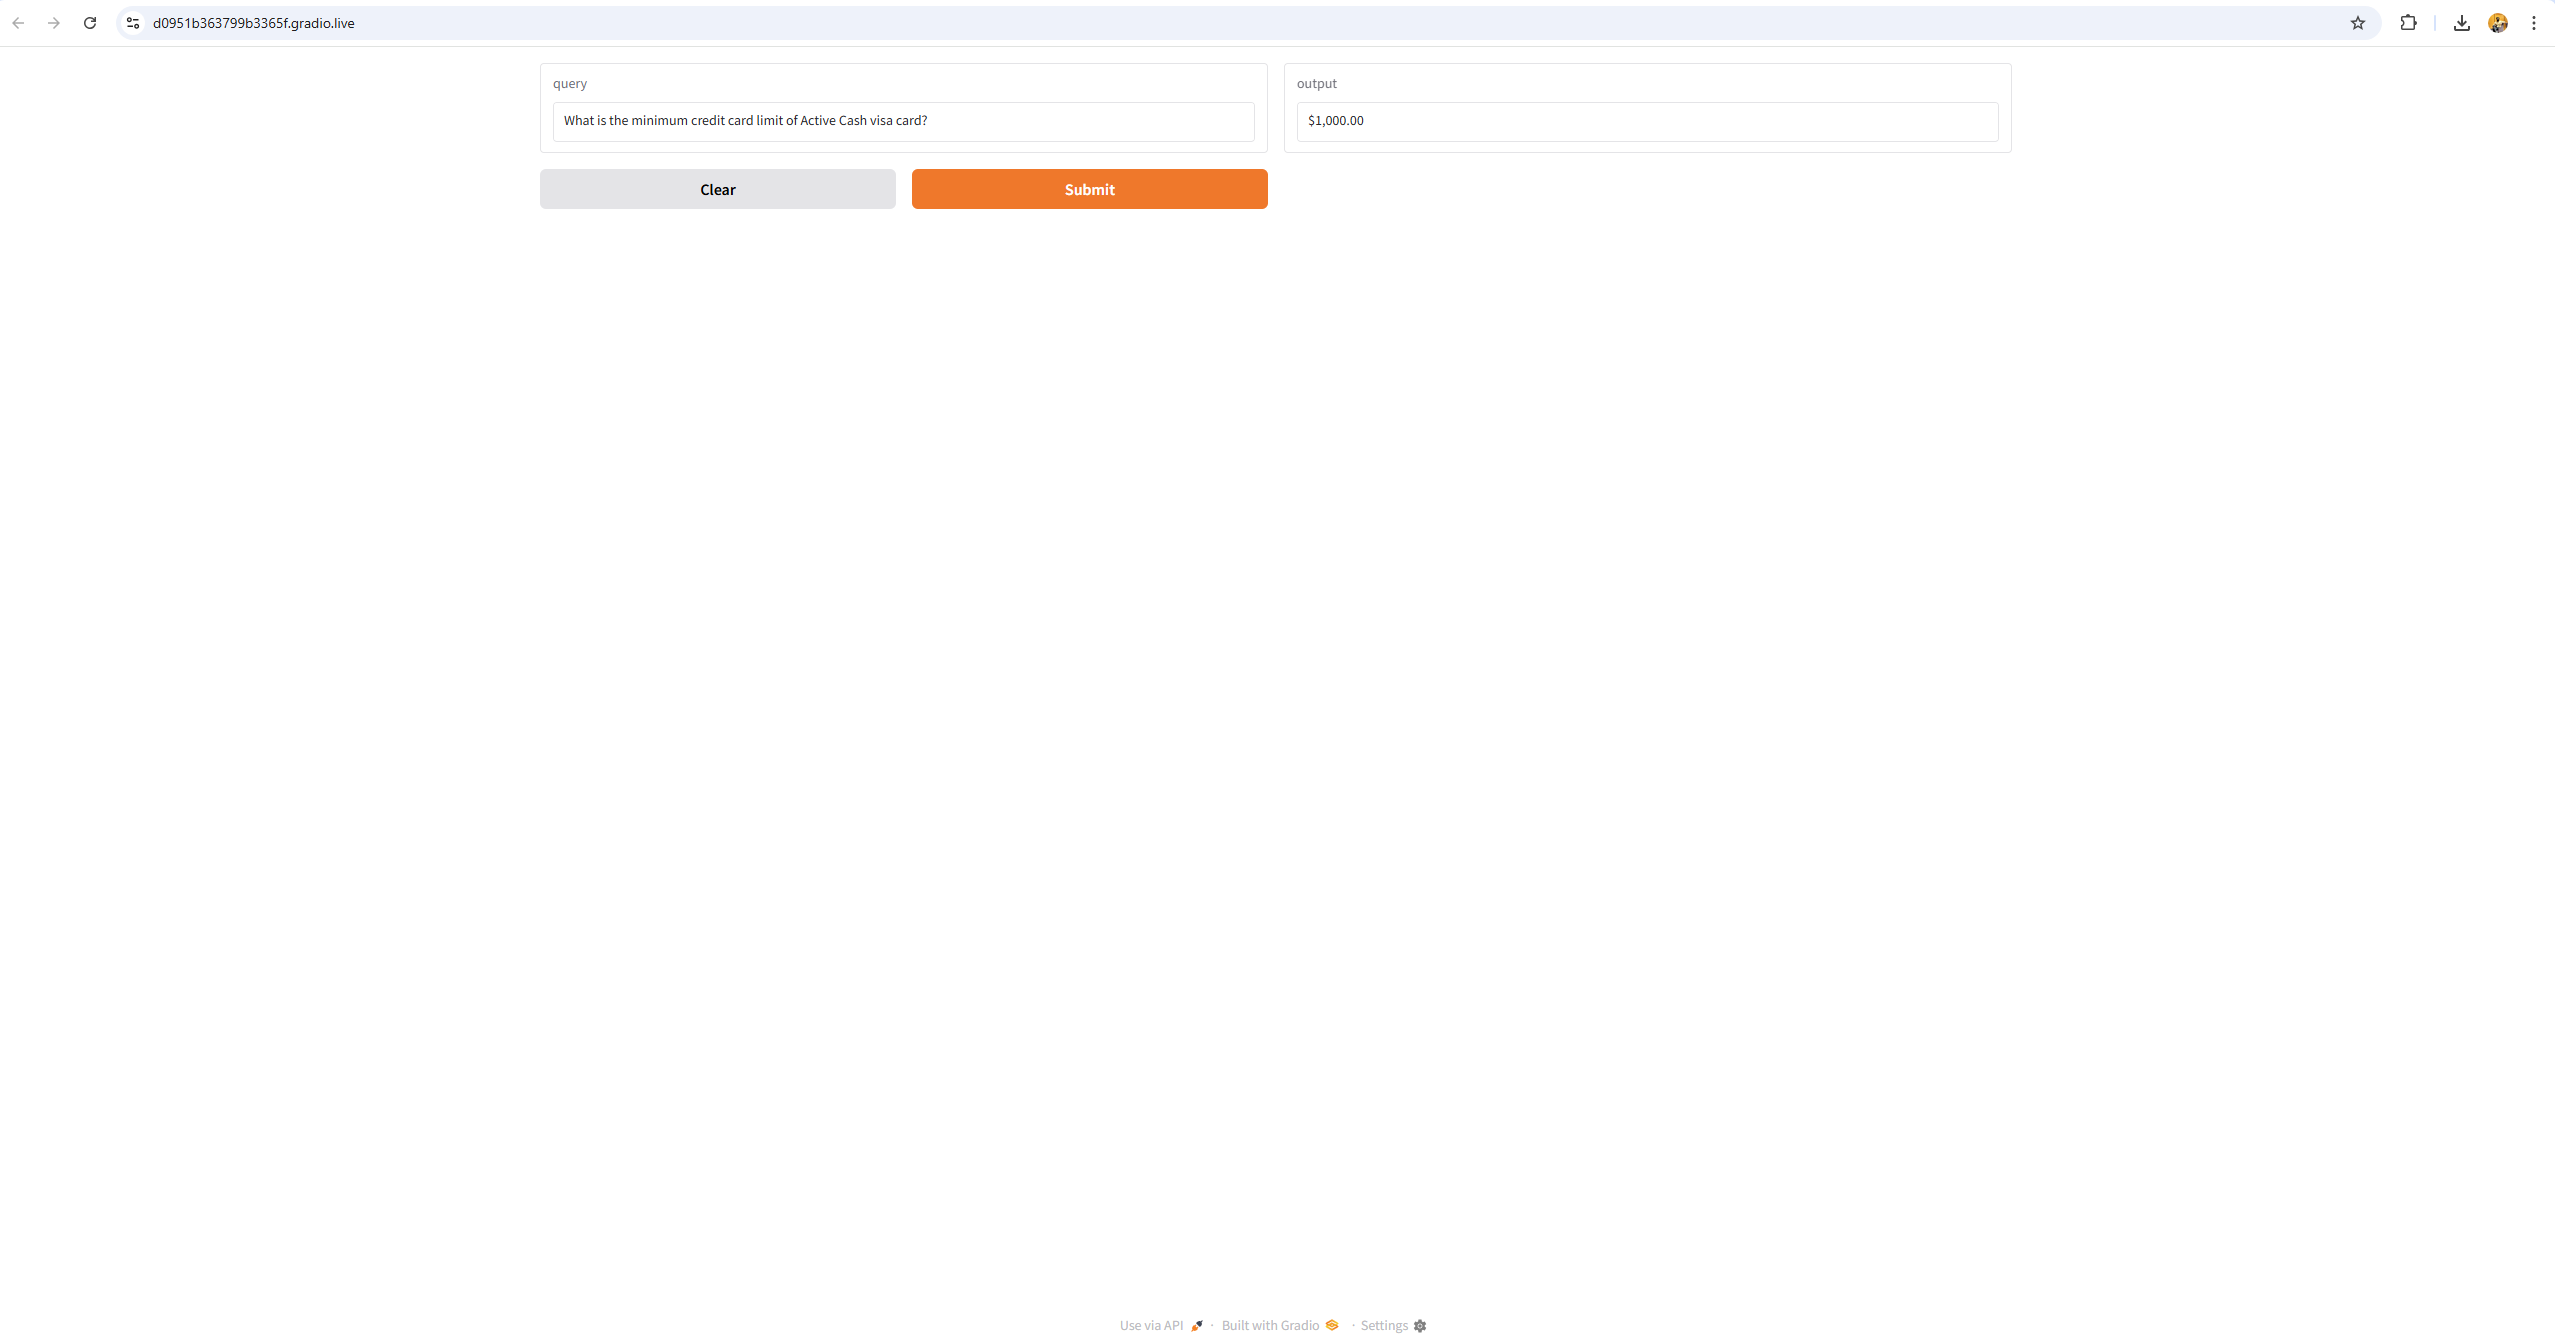 d0951b363799b3365f.gradio.live
query
What is the minimum credit card limit of Active Cash visa card?
output
$1,000.00
Clear
Submit
Use via API · Built with Gradio · Settings